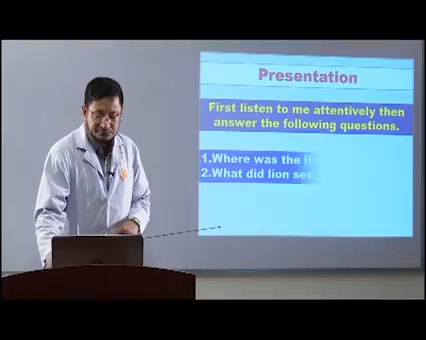 Presentation
First listen to me attentively then
answer the following questions.
1.Where was the
2.What did lion